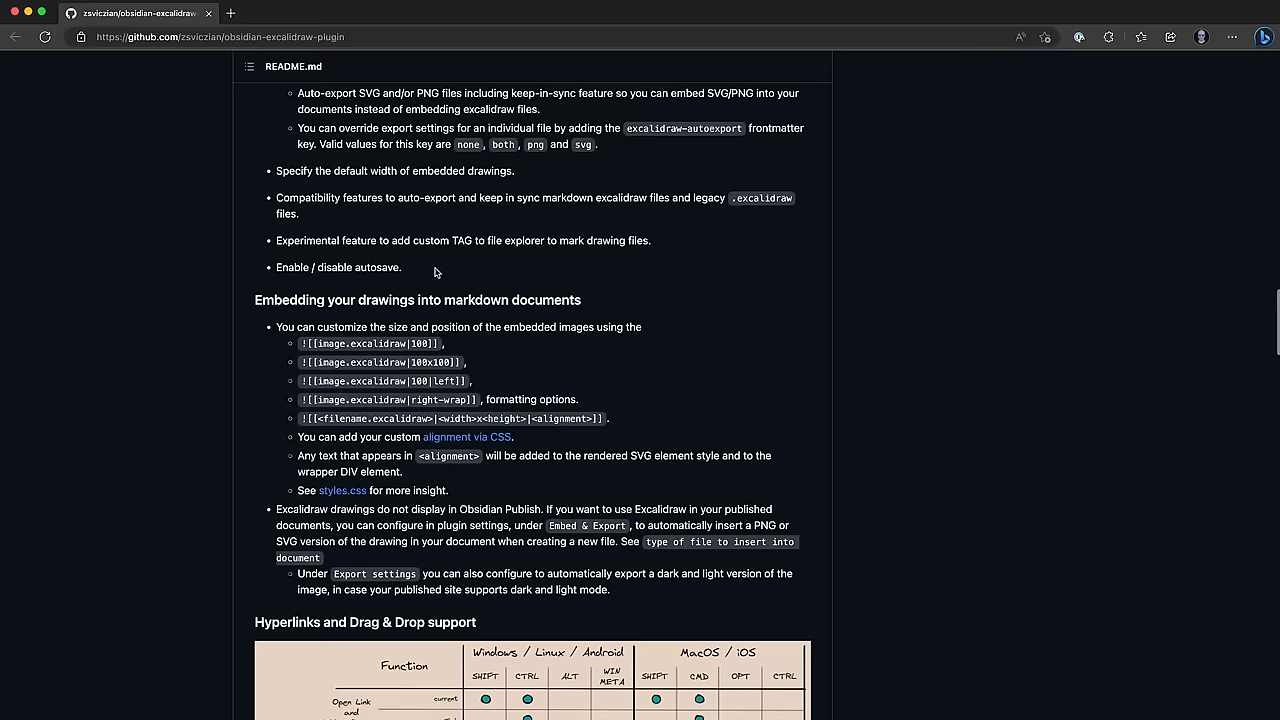 zsviczian/obsidian-excalidraw-
https://github.com/zsviczian/obsidian-excalidraw-plugin
README.md
Auto-export SVG and/or PNG files including keep-in-sync feature so you can embed SVG/PNG into your
documents instead of embedding excalidraw files.
You can override export settings for an individual file by adding the excalidraw-autoexport frontmatter
key. Valid values for this key are none, both, png and svg.
Specify the default width of embedded drawings.
Compatibility features to auto-export and keep in sync markdown excalidraw files and legacy .excalidraw
files.
Experimental feature to add custom TAG to file explorer to mark drawing files.
Enable / disable autosave.
Embedding your drawings into markdown documents
You can customize the size and position of the embedded images using the
![[image.excalidraw|100]],
![[image.excalidraw|100x100]],
![[image.excalidraw|100|left]],
![[image.excalidraw|right-wrap]], formatting options.
![[<filename.excalidraw>|<width>x<height>|<alignment>]].
You can add your custom alignment via CSS.
Any text that appears in <alignment> will be added to the rendered SVG element style and to the
wrapper DIV element.
See styles.css for more insight.
Excalidraw drawings do not display in Obsidian Publish. If you want to use Excalidraw in your published
documents, you can configure in plugin settings, under Embed & Export, to automatically insert a PNG or
SVG version of the drawing in your document when creating a new file. See type of file to insert into
document
Under Export settings you can also configure to automatically export a dark and light version of the
image, in case your published site supports dark and light mode.
Hyperlinks and Drag & Drop support
Function Windows / Linux / Android MacOS / iOS
SHIFT CTRL ALT WIN META SHIFT CMD OPT CTRL
Open Link current
and